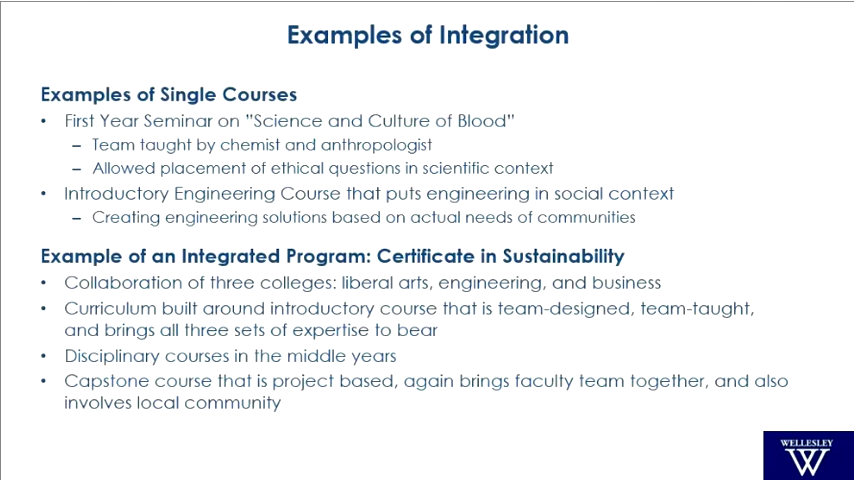 Examples of Integration
Examples of Single Courses
• First Year Seminar on "Science and Culture of Blood"
– Team taught by chemist and anthropologist
– Allowed placement of ethical questions in scientific context
• Introductory Engineering Course that puts engineering in social context
– Creating engineering solutions based on actual needs of communities
Example of an Integrated Program: Certificate in Sustainability
• Collaboration of three colleges: liberal arts, engineering, and business
• Curriculum built around introductory course that is team-designed, team-taught,
and brings all three sets of expertise to bear
• Disciplinary courses in the middle years
• Capstone course that is project based, again brings faculty team together, and also
involves local community
WELLESLEY
W